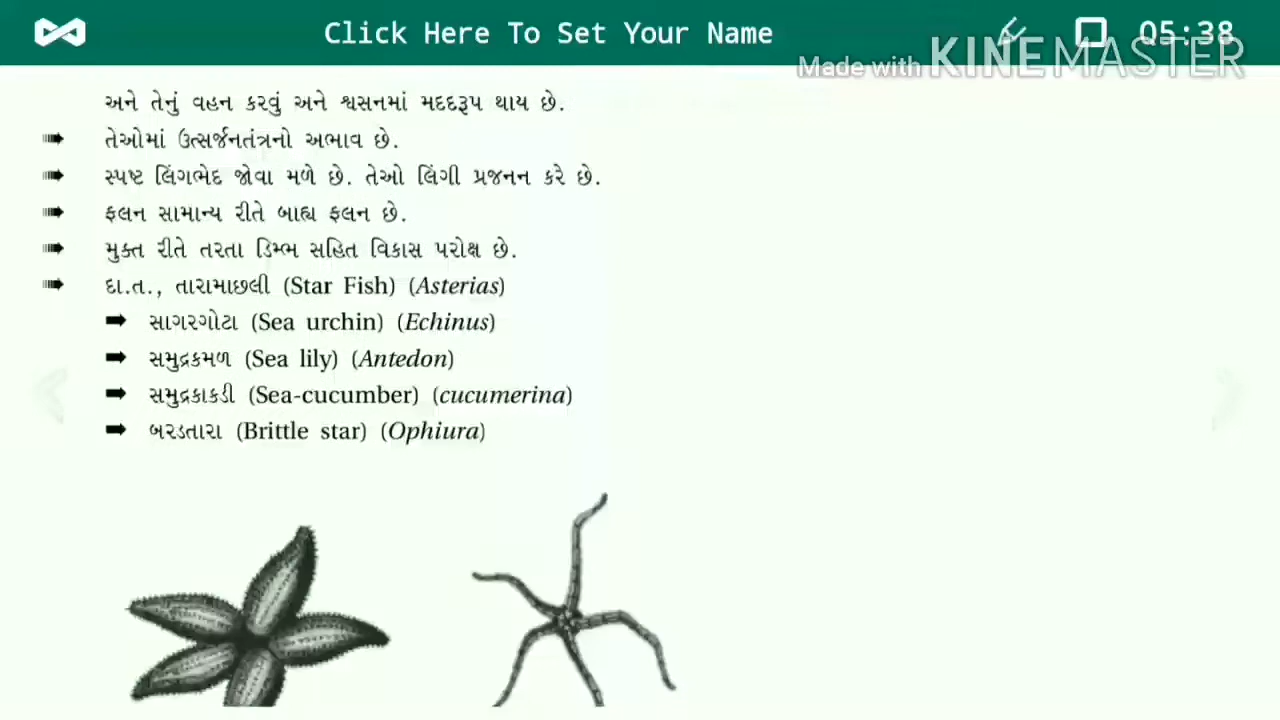 Click Here To Set Your Name
05:38
Made with KINEMASTER
અને તેનું વહન કરવું અને શ્વસનમાં મદદરૂપ થાય છે.
તેઓમાં ઉત્સર્જનતંત્રનો અભાવ છે.
સ્પષ્ટ લિંગભેદ જોવા મળે છે. તેઓ લિંગી પ્રજનન કરે છે.
ફલન સામાન્ય રીતે બાહ્ય ફલન છે.
મુક્ત રીતે તરતા ડિમ્ભ સહિત વિકાસ પરોક્ષ છે.
દા.ત., તારામાછલી (Star Fish) (Asterias)
સાગરગોટા (Sea urchin) (Echinus)
સમુદ્રકમળ (Sea lily) (Antedon)
સમુદ્રકાકડી (Sea-cucumber) (cucumerina)
બરડતારા (Brittle star) (Ophiura)